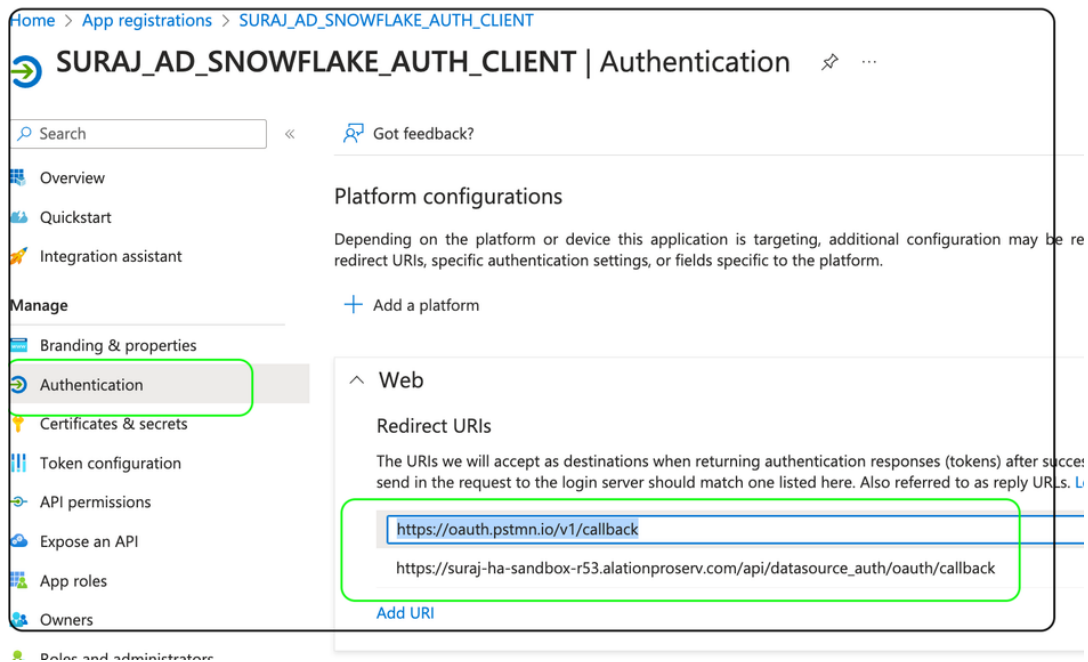 Home > App registrations > SURAJ_AD_SNOWFLAKE_AUTH_CLIENT
SURAJ_AD_SNOWFLAKE_AUTH_CLIENT | Authentication ...
Search
«
Got feedback?
Overview
Quickstart
Integration assistant
Manage
Branding & properties
Authentication
Certificates & secrets
Token configuration
API permissions
Expose an API
App roles
Owners
Roles and administrators
Platform configurations
Depending on the platform or device this application is targeting, additional configuration may be re
redirect URIs, specific authentication settings, or fields specific to the platform.
Add a platform
Web
Redirect URIs
The URIs we will accept as destinations when returning authentication responses (tokens) after succes
send in the request to the login server should match one listed here. Also referred to as reply URLs. L
https://oauth.pstmn.io/v1/callback
https://suraj-ha-sandbox-r53.alationproserv.com/api/datasource_auth/oauth/callback
Add URI